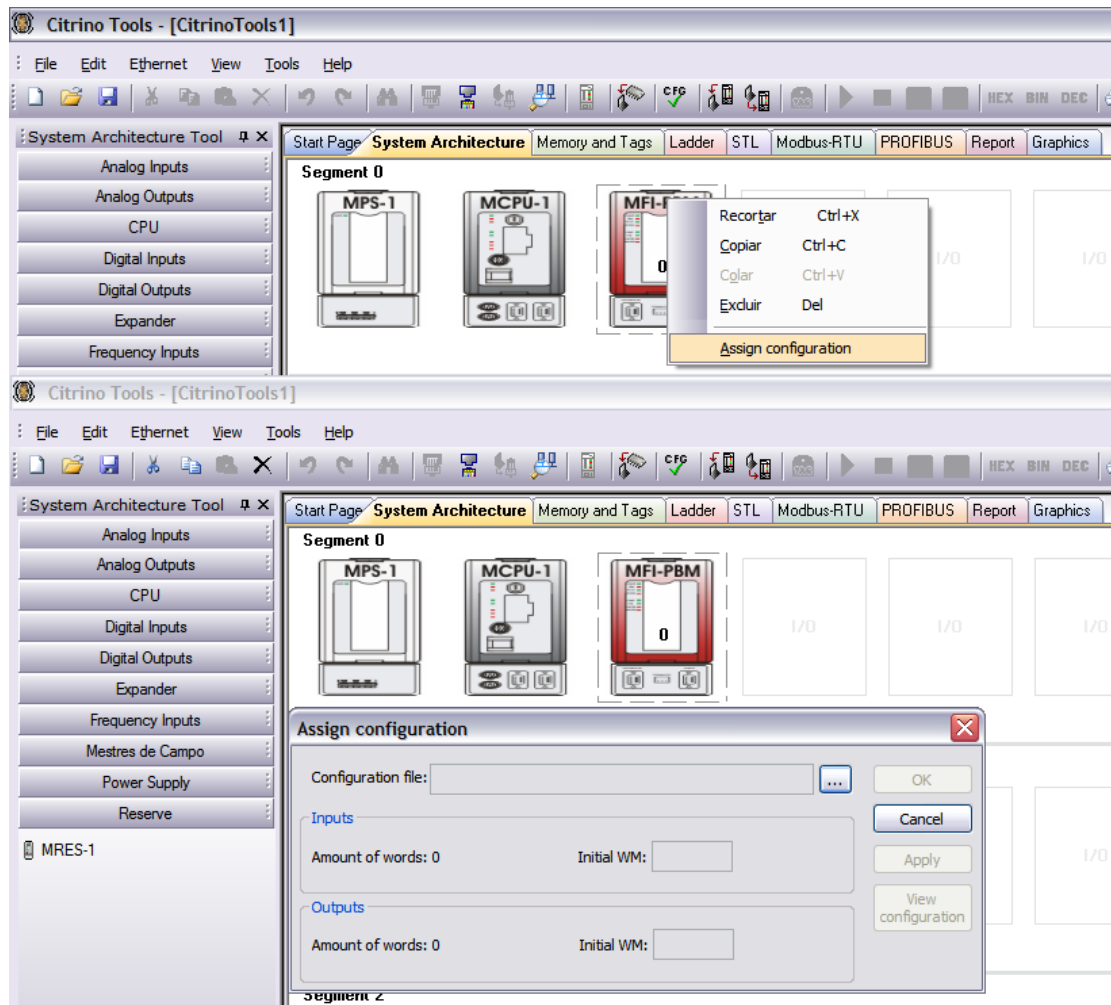 Citrino Tools - [CitrinoTools1]
File Edit Ethernet View Tools Help
CFG HEX BIN DEC
System Architecture Tool
Start Page System Architecture Memory and Tags Ladder STL Modbus-RTU PROFIBUS Report Graphics
Analog Inputs
Analog Outputs
CPU
Digital Inputs
Digital Outputs
Expander
Frequency Inputs
Segment 0
MPS-1 MCPU-1
0
I/O I/O
Recortar Ctrl+X
Copiar Ctrl+C
Colar Ctrl+V
Excluir Del
Assign configuration
Citrino Tools - [CitrinoTools1]
File Edit Ethernet View Tools Help
CFG HEX BIN DEC
System Architecture Tool
Start Page System Architecture Memory and Tags Ladder STL Modbus-RTU PROFIBUS Report Graphics
Analog Inputs
Analog Outputs
CPU
Digital Inputs
Digital Outputs
Expander
Frequency Inputs
Mestres de Campo
Power Supply
Reserve
MRES-1
Segment 0
MPS-1 MCPU-1 MFI-PBM
0
I/O I/O I/O
Assign configuration
Configuration file: ... OK
Cancel
Inputs
Amount of words: 0 Initial WM:
Apply
View
configuration
Outputs
Amount of words: 0 Initial WM:
I/O
Segment 2